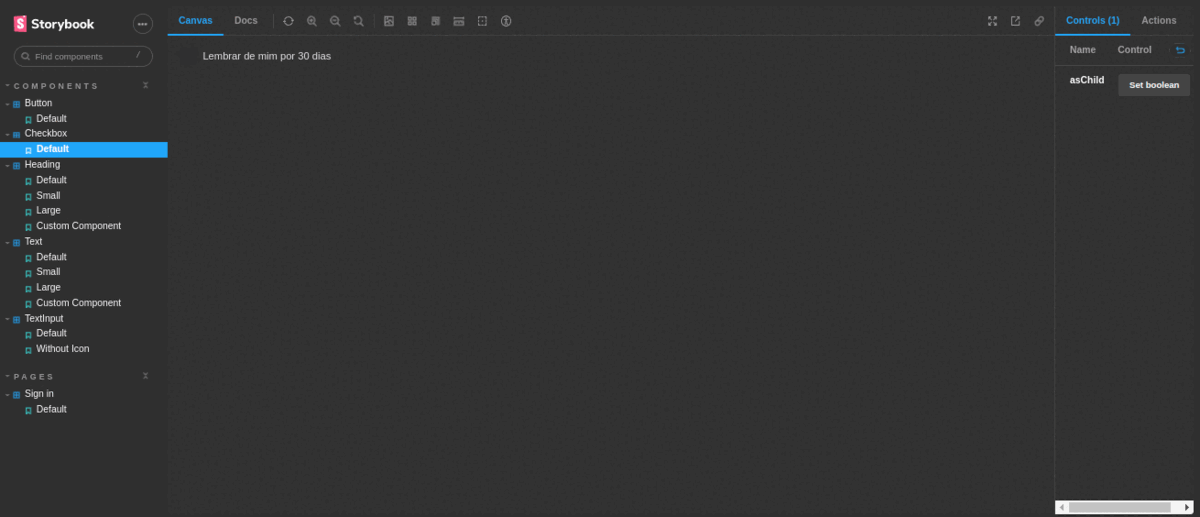 Storybook
Find components /
COMPONENTS
Button
Default
Checkbox
Default
Heading
Default
Small
Large
Custom Component
Text
Default
Small
Large
Custom Component
TextInput
Default
Without Icon
PAGES
Sign in
Default
Canvas Docs
Lembrar de mim por 30 dias
Controls (1) Actions
Name Control
asChild Set boolean